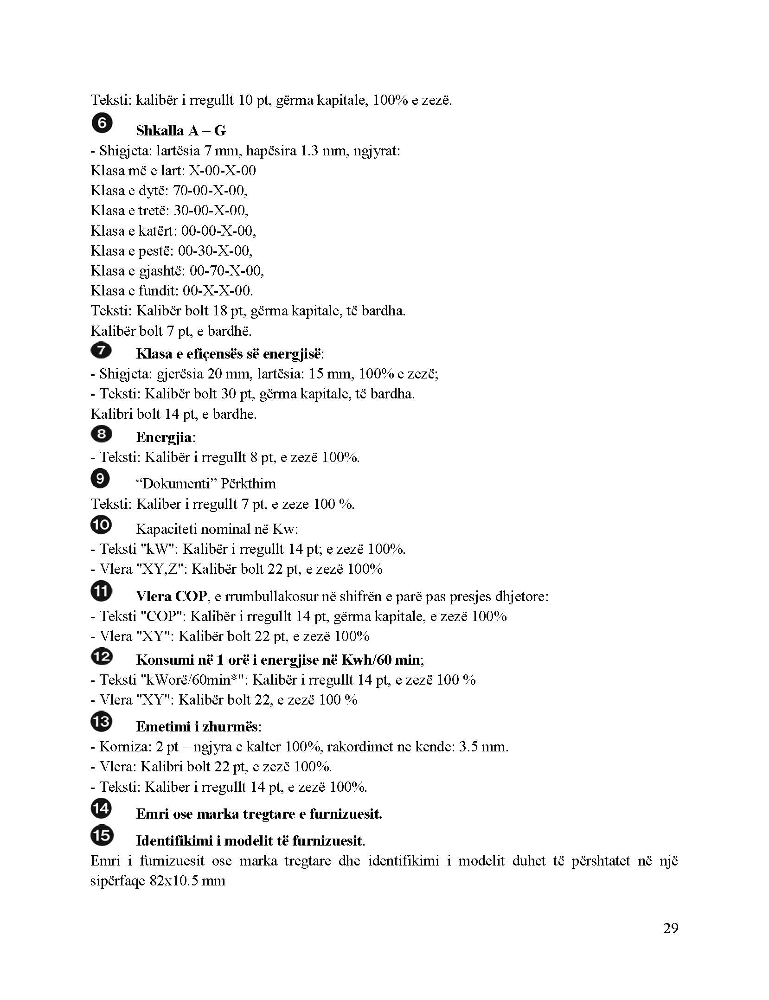 Teksti: kalibër i rregullt 10 pt, gërma kapitale, 100% e zezë.
6 Shkalla A – G
- Shigjeta: lartësia 7 mm, hapësira 1.3 mm, ngjyrat:
Klasa më e lart: X-00-X-00
Klasa e dytë: 70-00-X-00,
Klasa e tretë: 30-00-X-00,
Klasa e katërt: 00-00-X-00,
Klasa e pestë: 00-30-X-00,
Klasa e gjashtë: 00-70-X-00,
Klasa e fundit: 00-X-X-00.
Teksti: Kalibër bolt 18 pt, gërma kapitale, të bardha.
Kalibër bolt 7 pt, e bardhë.
7 Klasa e efiçensës së energjisë:
- Shigjeta: gjerësia 20 mm, lartësia: 15 mm, 100% e zezë;
- Teksti: Kalibër bolt 30 pt, gërma kapitale, të bardha.
Kalibri bolt 14 pt, e bardhe.
8 Energjia:
- Teksti: Kalibër i rregullt 8 pt, e zezë 100%.
9 “Dokumenti” Përkthim
Teksti: Kaliber i rregullt 7 pt, e zeze 100 %.
10 Kapaciteti nominal në Kw:
- Teksti "kW": Kalibër i rregullt 14 pt; e zezë 100%.
- Vlera "XY,Z": Kalibër bolt 22 pt, e zezë 100%
11 Vlera COP, e rrumbullakosur në shifrën e parë pas presjes dhjetore:
- Teksti "COP": Kalibër i rregullt 14 pt, gërma kapitale, e zezë 100%
- Vlera "XY": Kalibër bolt 22 pt, e zezë 100%
12 Konsumi në 1 orë i energjise në Kwh/60 min;
- Teksti "kWorë/60min*": Kalibër i rregullt 14 pt, e zezë 100 %
- Vlera "XY": Kalibër bolt 22, e zezë 100 %
13 Emetimi i zhurmës:
- Korniza: 2 pt – ngjyra e kalter 100%, rakordimet ne kende: 3.5 mm.
- Vlera: Kalibri bolt 22 pt, e zezë 100%.
- Teksti: Kaliber i rregullt 14 pt, e zezë 100%.
14 Emri ose marka tregtare e furnizuesit.
15 Identifikimi i modelit të furnizuesit.
Emri i furnizuesit ose marka tregtare dhe identifikimi i modelit duhet të përshtatet në një
sipërfaqe 82x10.5 mm
29